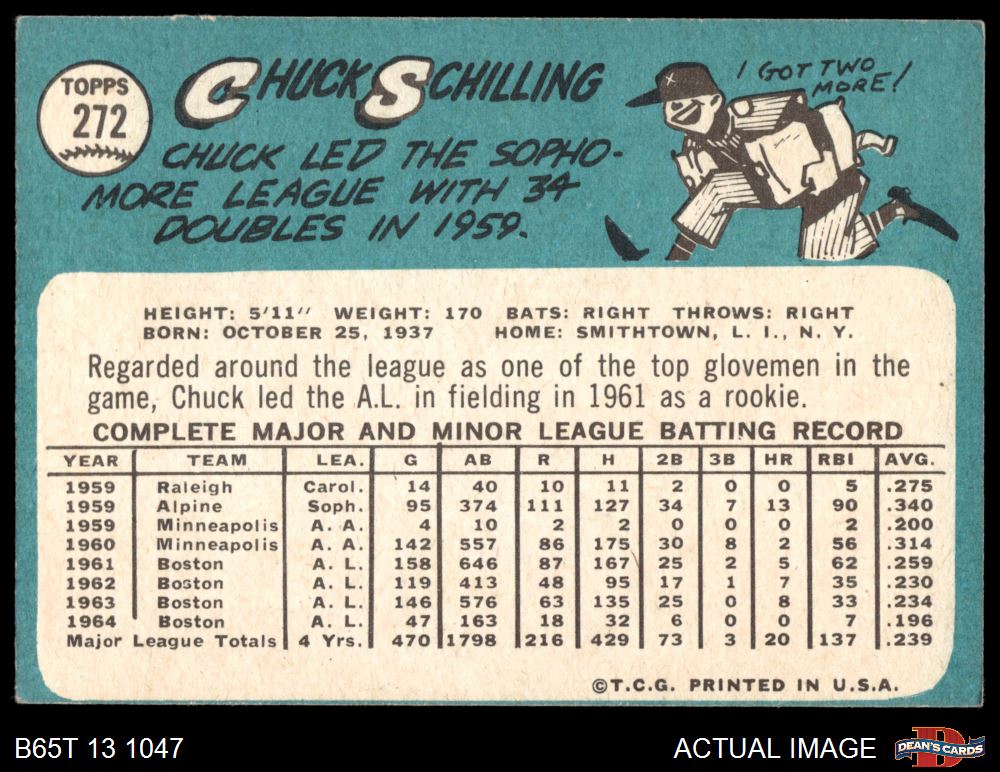 TOPPS
272
CHUCK SCHILLING
I GOT TWO
MORE!
CHUCK LED THE SOPHO-
MORE LEAGUE WITH 34
DOUBLES IN 1959.
HEIGHT: 5'11" WEIGHT: 170 BATS: RIGHT THROWS: RIGHT
BORN: OCTOBER 25, 1937 HOME: SMITHTOWN, L. I., N. Y.
Regarded around the league as one of the top glovemen in the
game, Chuck led the A.L. in fielding in 1961 as a rookie.
COMPLETE MAJOR AND MINOR LEAGUE BATTING RECORD
YEAR TEAM LEA. G AB R H 2B 3B HR RBI AVG.
1959 Raleigh Carol. 14 40 10 11 2 0 0 5 .275
1959 Alpine Soph. 95 374 111 127 34 7 13 90 .340
1959 Minneapolis A. A. 4 10 2 2 0 0 0 2 .200
1960 Minneapolis A. A. 142 557 86 175 30 8 2 56 .314
1961 Boston A. L. 158 646 87 167 25 2 5 62 .259
1962 Boston A. L. 119 413 48 95 17 1 7 35 .230
1963 Boston A. L. 146 576 63 135 25 0 8 33 .234
1964 Boston A. L. 47 163 18 32 6 0 0 7 .196
Major League Totals 4 Yrs. 470 1798 216 429 73 3 20 137 .239
©T.C.G. PRINTED IN U.S.A.
B65T 13 1047
ACTUAL IMAGE
D
DEAN'S CARDS